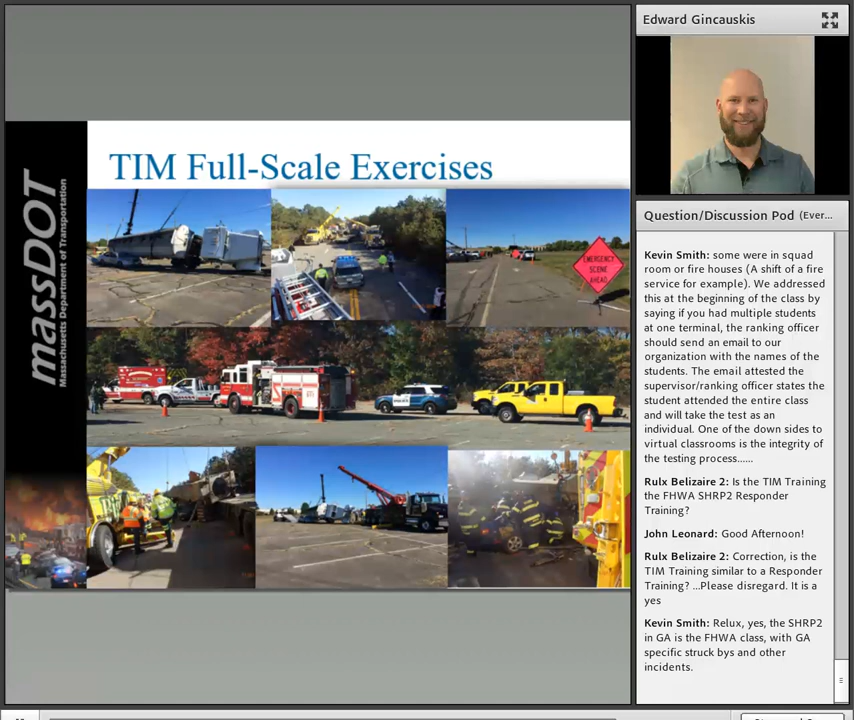 Edward Gincauskis
TIM Full-Scale Exercises
massDOT
Massachusetts Department of Transportation
EMERGENCY
SCENE
AHEAD
Question/Discussion Pod (Ever...
Kevin Smith: some were in squad
room or fire houses (A shift of a fire
service for example). We addressed
this at the beginning of the class by
saying if you had multiple students
at one terminal, the ranking officer
should send an email to our
organization with the names of the
students. The email attested the
supervisor/ranking officer states the
student attended the entire class
and will take the test as an
individual. One of the down sides to
virtual classrooms is the integrity of
the testing process......
Rulx Belizaire 2: Is the TIM Training
the FHWA SHRP2 Responder
Training?
John Leonard: Good Afternoon!
Rulx Belizaire 2: Correction, is the
TIM Training similar to a Responder
Training? ...Please disregard. It is a
yes
Kevin Smith: Relux, yes, the SHRP2
in GA is the FHWA class, with GA
specific struck bys and other
incidents.